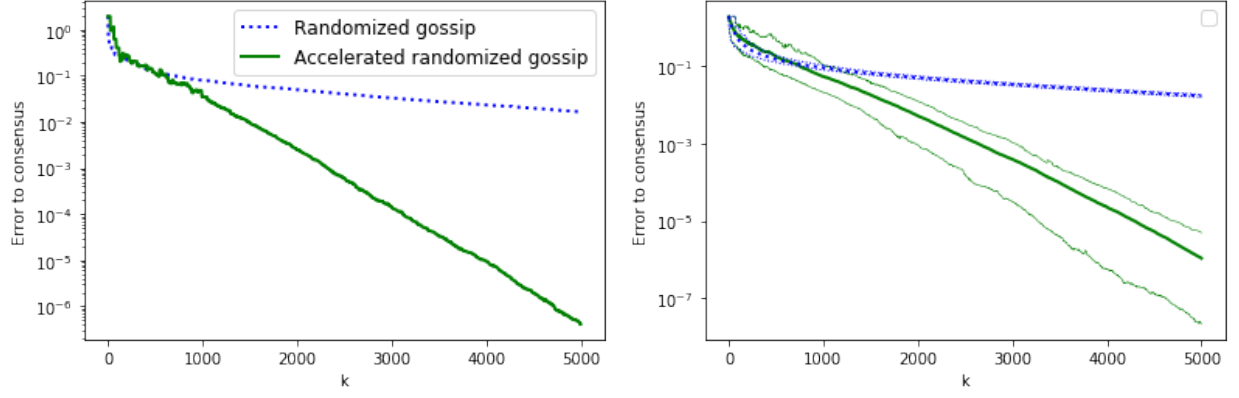 Error to consensus
10⁰
10⁻¹
10⁻²
10⁻³
10⁻⁴
10⁻⁵
10⁻⁶
Randomized gossip
Accelerated randomized gossip
0 1000 2000 3000 4000 5000
k
Error to consensus
10⁻¹
10⁻³
10⁻⁵
10⁻⁷
0 1000 2000 3000 4000 5000
k